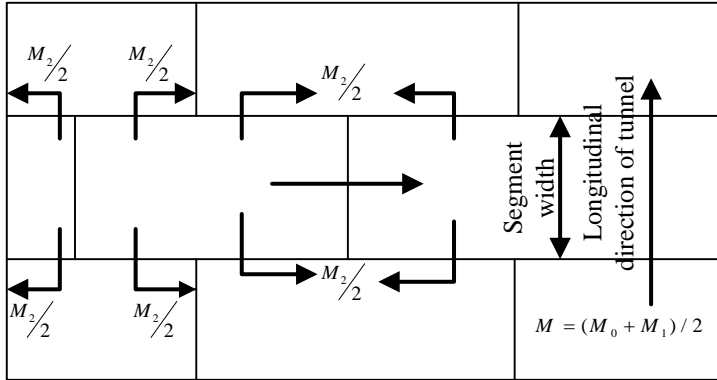 M₂/2 M₂/2 M₂/2
Segment
width
Longitudinal
direction of tunnel
M₂/2 M₂/2 M₂/2
M = (M₀ + M₁) / 2